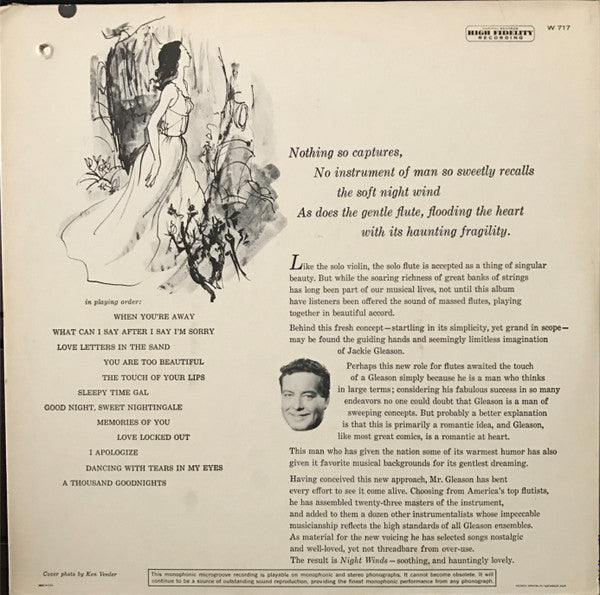 CAPITOL RECORDS
HIGH FIDELITY
RECORDING
W 717
Nothing so captures,
No instrument of man so sweetly recalls
the soft night wind
As does the gentle flute, flooding the heart
with its haunting fragility.
Like the solo violin, the solo flute is accepted as a thing of singular
beauty. But while the soaring richness of great banks of strings
has long been part of our musical lives, not until this album
have listeners been offered the sound of massed flutes, playing
together in beautiful accord.
Behind this fresh concept—startling in its simplicity, yet grand in scope—
may be found the guiding hands and seemingly limitless imagination
of Jackie Gleason.
Perhaps this new role for flutes awaited the touch
of a Gleason simply because he is a man who thinks
in large terms; considering his fabulous success in so many
endeavors no one could doubt that Gleason is a man of
sweeping concepts. But probably a better explanation
is that this is primarily a romantic idea, and Gleason,
like most great comics, is a romantic at heart.
This man who has given the nation some of its warmest humor has also
given it favorite musical backgrounds for its gentlest dreaming.
Having conceived this new approach, Mr. Gleason has bent
every effort to see it come alive. Choosing from America's top flutists,
he has assembled twenty-three masters of the instrument,
and added to them a dozen other instrumentalists whose impeccable
musicianship reflects the high standards of all Gleason ensembles.
As material for the new voicing he has selected songs nostalgic
and well-loved, yet not threadbare from over-use.
The result is Night Winds—soothing, and hauntingly lovely.
in playing order:
WHEN YOU'RE AWAY
WHAT CAN I SAY AFTER I SAY I'M SORRY
LOVE LETTERS IN THE SAND
YOU ARE TOO BEAUTIFUL
THE TOUCH OF YOUR LIPS
SLEEPY TIME GAL
GOOD NIGHT, SWEET NIGHTINGALE
MEMORIES OF YOU
LOVE LOCKED OUT
I APOLOGIZE
DANCING WITH TEARS IN MY EYES
A THOUSAND GOODNIGHTS
Cover photo by Ken Veeder
This monophonic microgroove recording is playable on monophonic and stereo phonographs. It cannot become obsolete. It will
continue to be a source of outstanding sound reproduction, providing the finest monophonic performance from any phonograph.